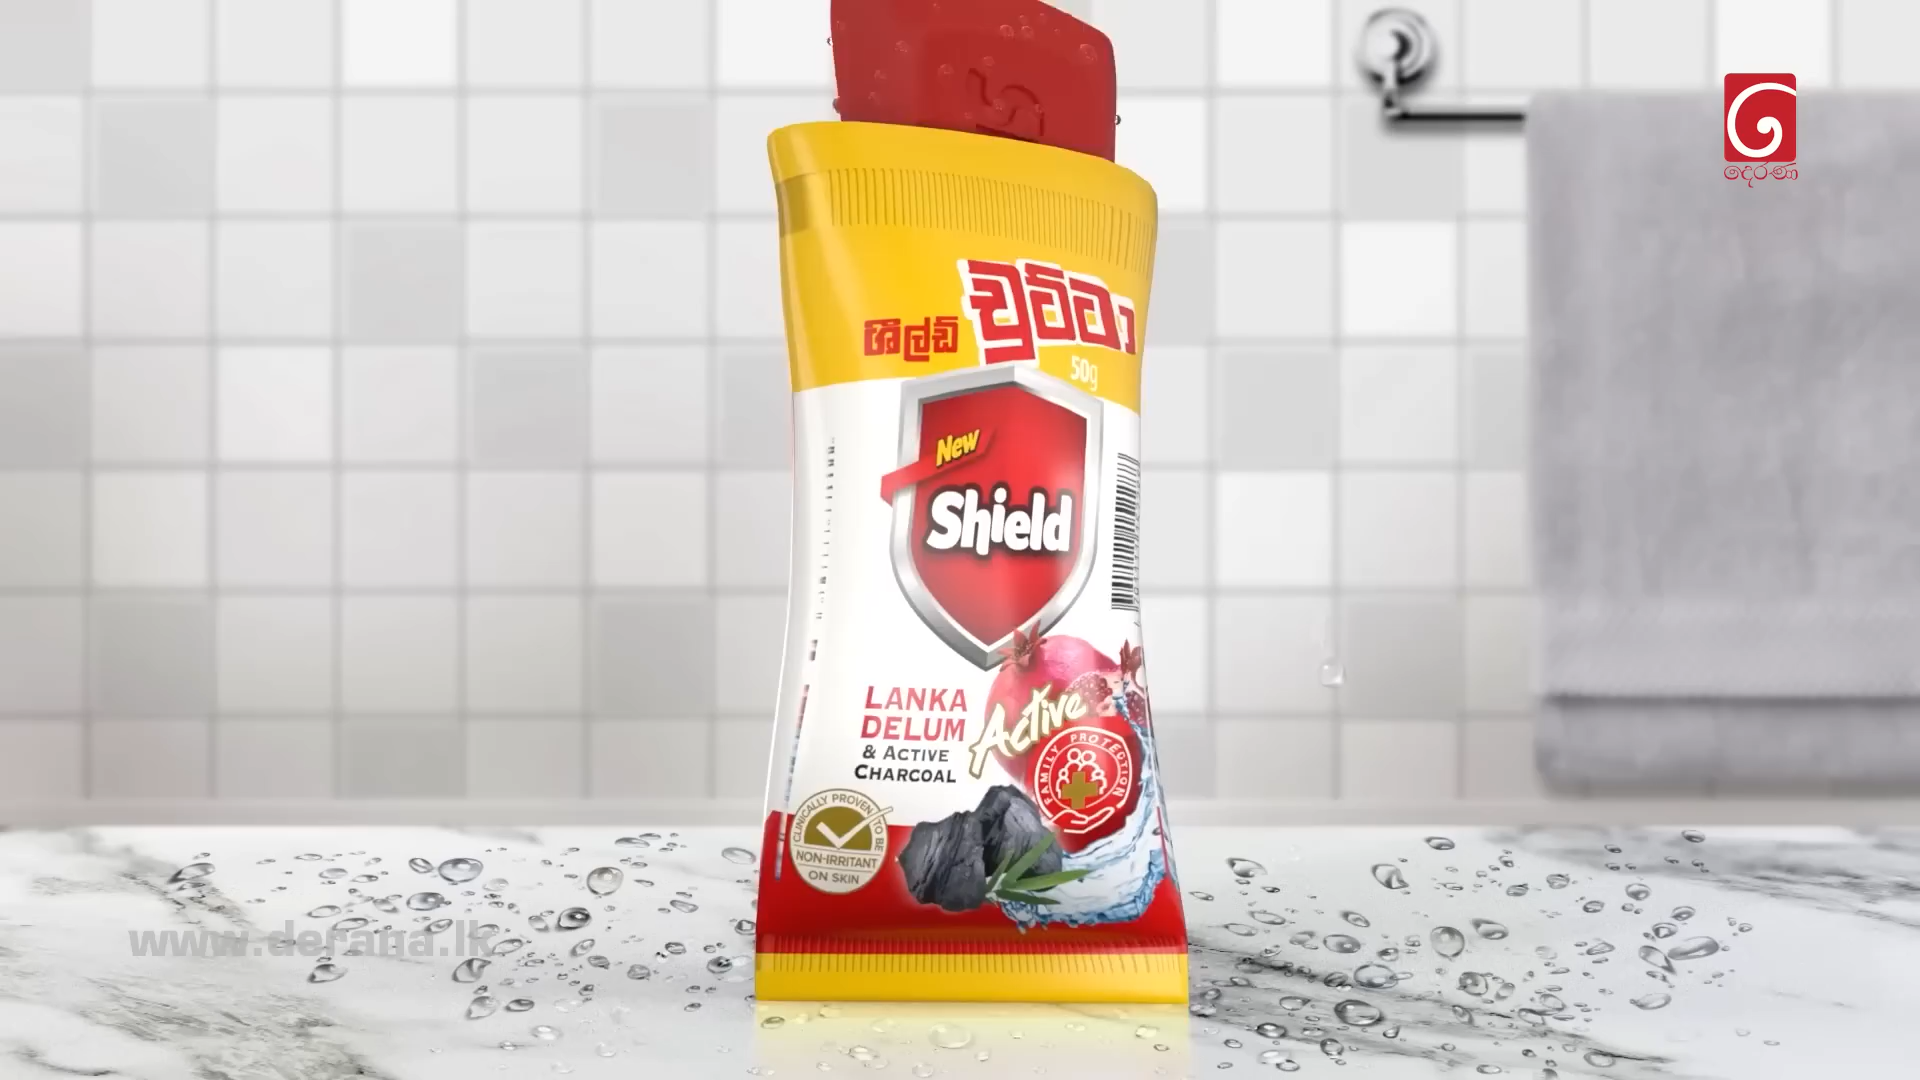 දෙරණ
ශීල්ඩ් චූට්ටා
50g
New
Shield
LANKA
DELUM
& ACTIVE
CHARCOAL
Active
FAMILY PROTECTION
CLINICALLY PROVEN TO BE
NON-IRRITANT
ON SKIN
www.derana.lk